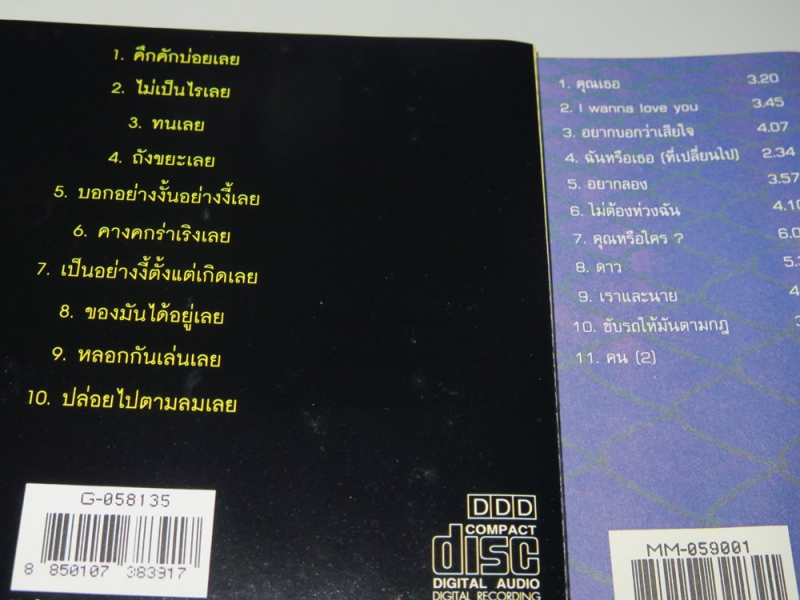 1. คึกคักบ่อยเลย
2. ไม่เป็นไรเลย
3. ทนเลย
4. ถังขยะเลย
5. บอกอย่างงั้นอย่างงี้เลย
6. คางคกร่าเริงเลย
7. เป็นอย่างงี้ตั้งแต่เกิดเลย
8. ของมันได้อยู่เลย
9. หลอกกันเล่นเลย
10. ปล่อยไปตามลมเลย
G-058135
8 850107 383917
DDD
COMPACT
disc
DIGITAL AUDIO
DIGITAL RECORDING
1. คุณเธอ 3.20
2. I wanna love you 3.45
3. อยากบอกว่าเสียใจ 4.07
4. ฉันหรือเธอ (ที่เปลี่ยนไป) 2.34
5. อยากลอง 3.57
6. ไม่ต้องห่วงฉัน 4.10
7. คุณหรือใคร ? 6.0
8. ดาว 5.
9. เราและนาย 4
10. ขับรถให้มันตามกฎ
11. คน (2)
MM-059001